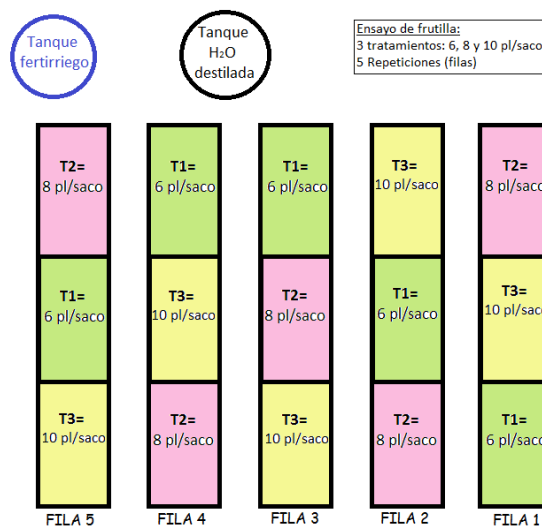 Tanque
fertirriego
Tanque
H₂O
destilada
Ensayo de frutilla:
3 tratamientos: 6, 8 y 10 pl/saco
5 Repeticiones (filas)
T2=
8 pl/saco
T1=
6 pl/saco
T1=
6 pl/saco
T3=
10 pl/saco
T2=
8 pl/saco
T1=
6 pl/saco
T3=
10 pl/saco
T2=
8 pl/saco
T1=
6 pl/saco
T3=
10 pl/saco
T3=
10 pl/saco
T2=
8 pl/saco
T3=
10 pl/saco
T2=
8 pl/saco
T1=
6 pl/saco
FILA 5
FILA 4
FILA 3
FILA 2
FILA 1